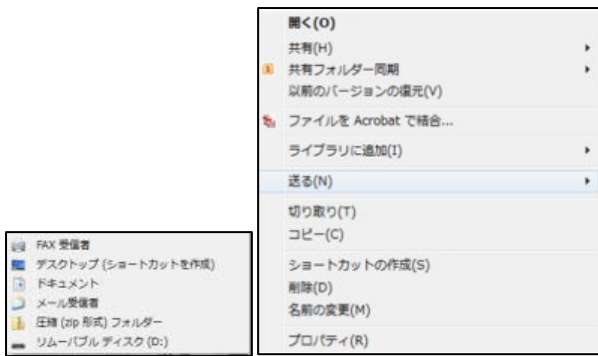 開く(O)
共有(H)
共有フォルダー同期
以前のバージョンの復元(V)
ファイルを Acrobat で結合...
ライブラリに追加(I)
送る(N)
切り取り(T)
コピー(C)
ショートカットの作成(S)
削除(D)
名前の変更(M)
プロパティ(R)
FAX 受信者
デスクトップ (ショートカットを作成)
ドキュメント
メール受信者
圧縮 (zip 形式) フォルダー
リムーバブル ディスク (D:)